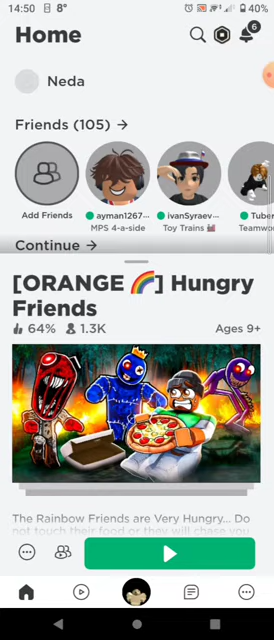 14:50 8° 40%
Home
6
Neda
Friends (105) →
Add Friends
ayman1267...
MPS 4-a-side
ivanSyraev...
Toy Trains
Tuber
Teamwo
Continue →
[ORANGE 🌈] Hungry
Friends
64% 1.3K Ages 9+
The Rainbow Friends are Very Hungry... Do
not touch their food or they will chase you